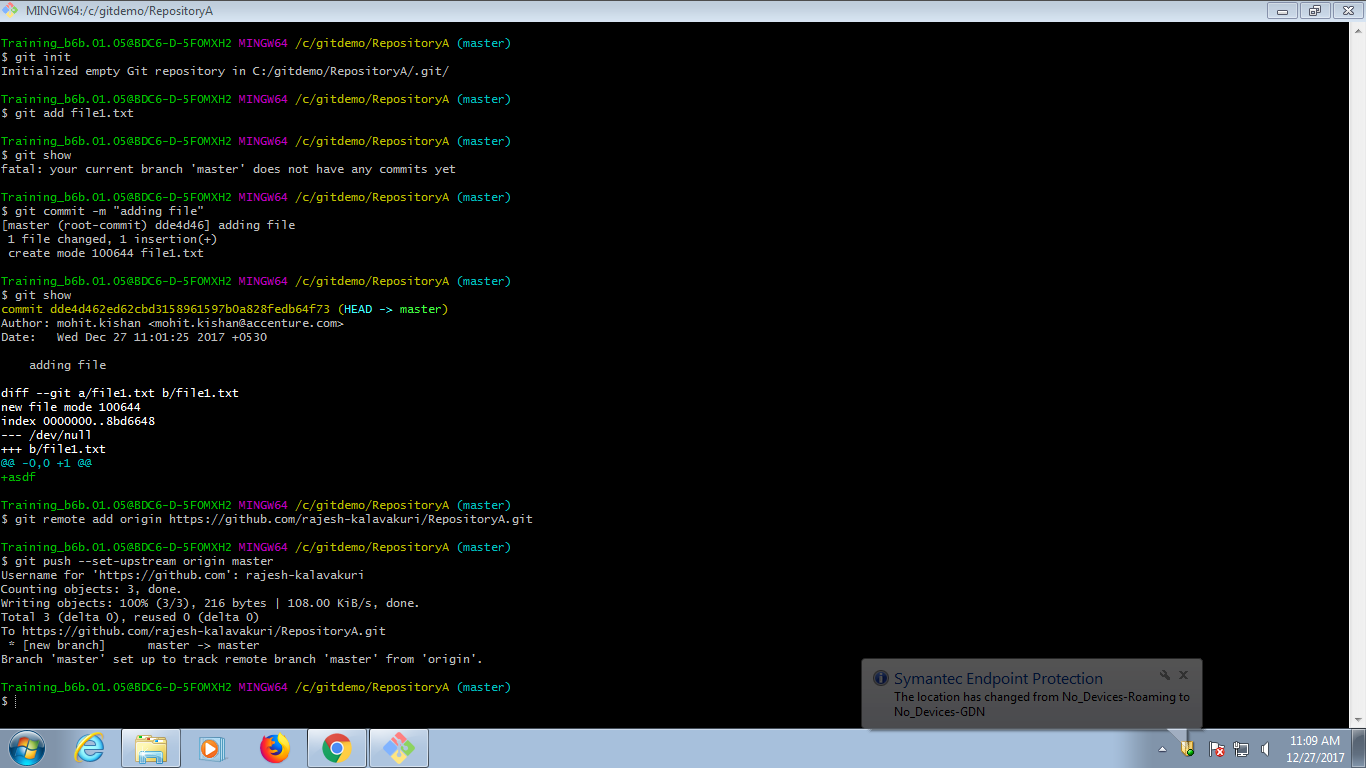 MINGW64:/c/gitdemo/RepositoryA
Training_b6b.01.05@BDC6-D-5FOMXH2 MINGW64 /c/gitdemo/RepositoryA (master)
$ git init
Initialized empty Git repository in C:/gitdemo/RepositoryA/.git/
Training_b6b.01.05@BDC6-D-5FOMXH2 MINGW64 /c/gitdemo/RepositoryA (master)
$ git add file1.txt
Training_b6b.01.05@BDC6-D-5FOMXH2 MINGW64 /c/gitdemo/RepositoryA (master)
$ git show
fatal: your current branch 'master' does not have any commits yet
Training_b6b.01.05@BDC6-D-5FOMXH2 MINGW64 /c/gitdemo/RepositoryA (master)
$ git commit -m "adding file"
[master (root-commit) dde4d46] adding file
 1 file changed, 1 insertion(+)
 create mode 100644 file1.txt
Training_b6b.01.05@BDC6-D-5FOMXH2 MINGW64 /c/gitdemo/RepositoryA (master)
$ git show
commit dde4d462ed62cbd3158961597b0a828fedb64f73 (HEAD -> master)
Author: mohit.kishan <mohit.kishan@accenture.com>
Date:   Wed Dec 27 11:01:25 2017 +0530
    adding file
diff --git a/file1.txt b/file1.txt
new file mode 100644
index 0000000..8bd6648
--- /dev/null
+++ b/file1.txt
@@ -0,0 +1 @@
+asdf
Training_b6b.01.05@BDC6-D-5FOMXH2 MINGW64 /c/gitdemo/RepositoryA (master)
$ git remote add origin https://github.com/rajesh-kalavakuri/RepositoryA.git
Training_b6b.01.05@BDC6-D-5FOMXH2 MINGW64 /c/gitdemo/RepositoryA (master)
$ git push --set-upstream origin master
Username for 'https://github.com': rajesh-kalavakuri
Counting objects: 3, done.
Writing objects: 100% (3/3), 216 bytes | 108.00 KiB/s, done.
Total 3 (delta 0), reused 0 (delta 0)
To https://github.com/rajesh-kalavakuri/RepositoryA.git
 * [new branch]      master -> master
Branch 'master' set up to track remote branch 'master' from 'origin'.
Training_b6b.01.05@BDC6-D-5FOMXH2 MINGW64 /c/gitdemo/RepositoryA (master)
$
Symantec Endpoint Protection
The location has changed from No_Devices-Roaming to
No_Devices-GDN
11:09 AM
12/27/2017